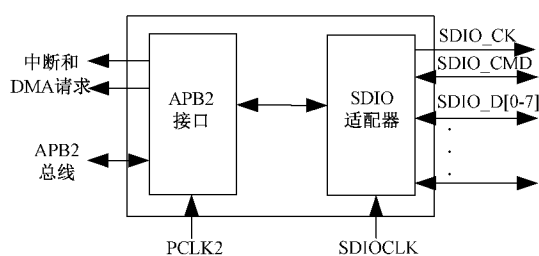 中断和
DMA请求
APB2
总线
APB2
接口
SDIO
适配器
SDIO_CK
SDIO_CMD
SDIO_D[0-7]
PCLK2
SDIOCLK